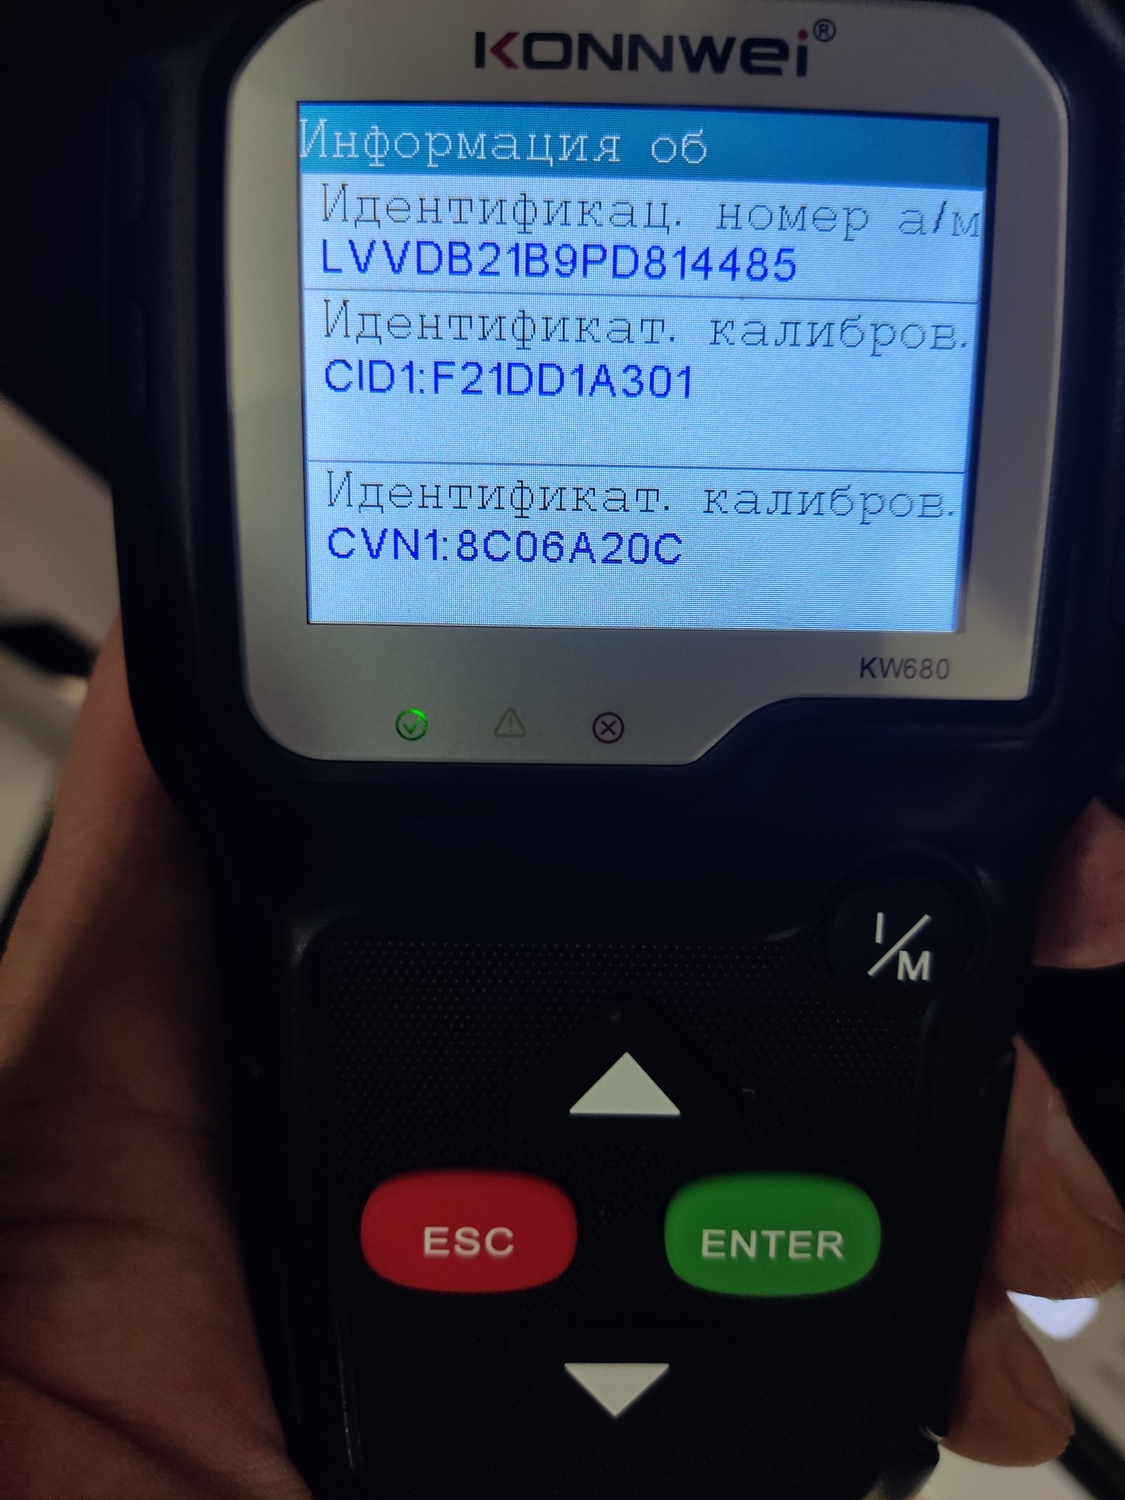 KONNWEI®
Информация об
Идентификац. номер а/м
LVVDB21B9PD814485
Идентификат. калибров.
CID1:F21DD1A301
Идентификат. калибров.
CVN1:8C06A20C
KW680
I/M
ESC
ENTER